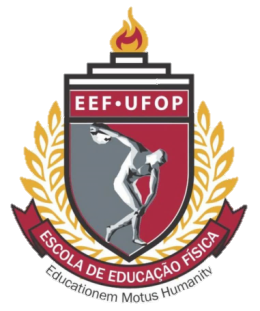 EEF•UFOP
ESCOLA DE EDUCAÇÃO FÍSICA
Educationem Motus Humanity